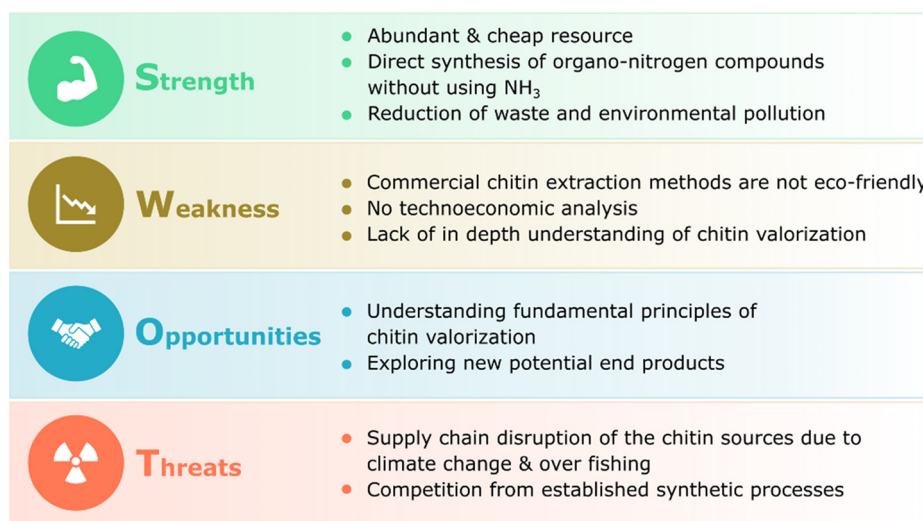 Strength
• Abundant & cheap resource
• Direct synthesis of organo-nitrogen compounds
without using NH₃
• Reduction of waste and environmental pollution
Weakness
• Commercial chitin extraction methods are not eco-friendly
• No technoeconomic analysis
• Lack of in depth understanding of chitin valorization
Opportunities
• Understanding fundamental principles of
chitin valorization
• Exploring new potential end products
Threats
• Supply chain disruption of the chitin sources due to
climate change & over fishing
• Competition from established synthetic processes